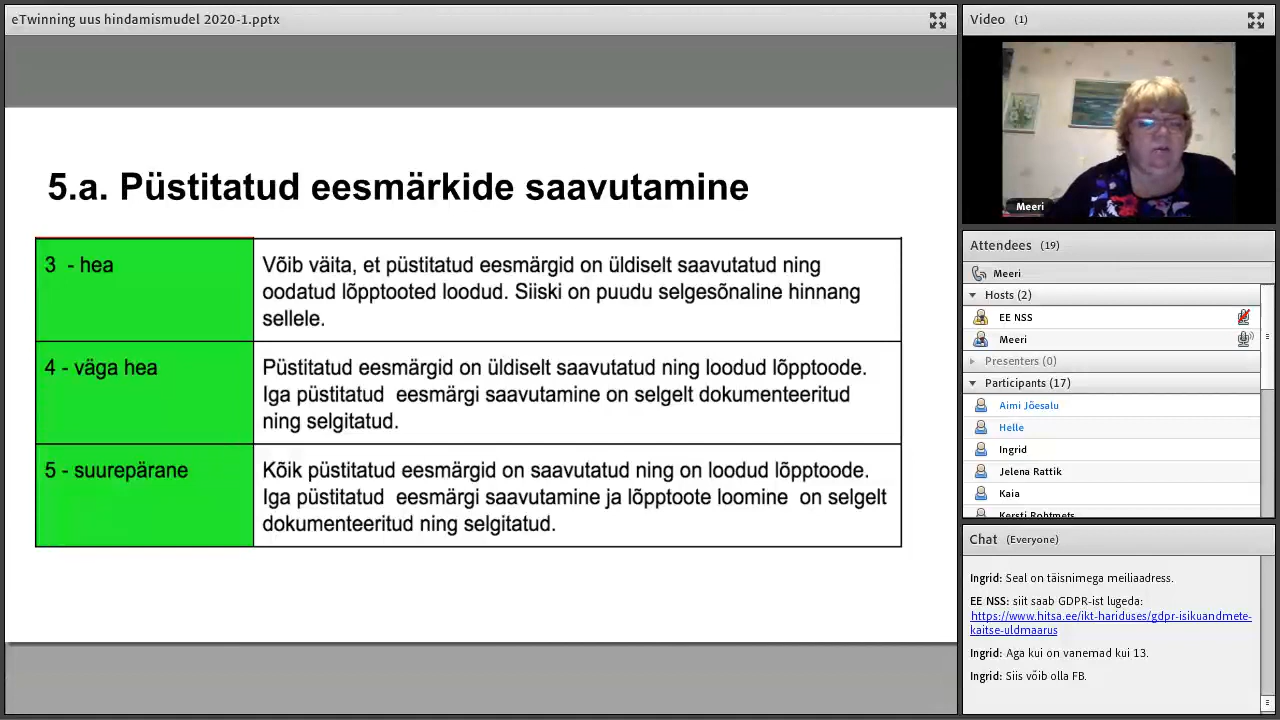 eTwinning uus hindamismudel 2020-1.pptx
5.a. Püstitatud eesmärkide saavutamine
3 - hea
Võib väita, et püstitatud eesmärgid on üldiselt saavutatud ning
oodatud lõpptooted loodud. Siiski on puudu selgesõnaline hinnang
sellele.
4 - väga hea
Püstitatud eesmärgid on üldiselt saavutatud ning loodud lõpptoode.
Iga püstitatud eesmärgi saavutamine on selgelt dokumenteeritud
ning selgitatud.
5 - suurepärane
Kõik püstitatud eesmärgid on saavutatud ning on loodud lõpptoode.
Iga püstitatud eesmärgi saavutamine ja lõpptoote loomine on selgelt
dokumenteeritud ning selgitatud.
Video (1)
Meeri
Attendees (19)
Meeri
Hosts (2)
EE NSS
Meeri
Presenters (0)
Participants (17)
Aimi Jõesalu
Helle
Ingrid
Jelena Rattik
Kaia
Kersti Rohtmets
Chat (Everyone)
Ingrid: Seal on täisnimega meiliaadress.
EE NSS: siit saab GDPR-ist lugeda:
https://www.hitsa.ee/ikt-hariduses/gdpr-isikuandmete-
kaitse-uldmaarus
Ingrid: Aga kui on vanemad kui 13.
Ingrid: Siis võib olla FB.